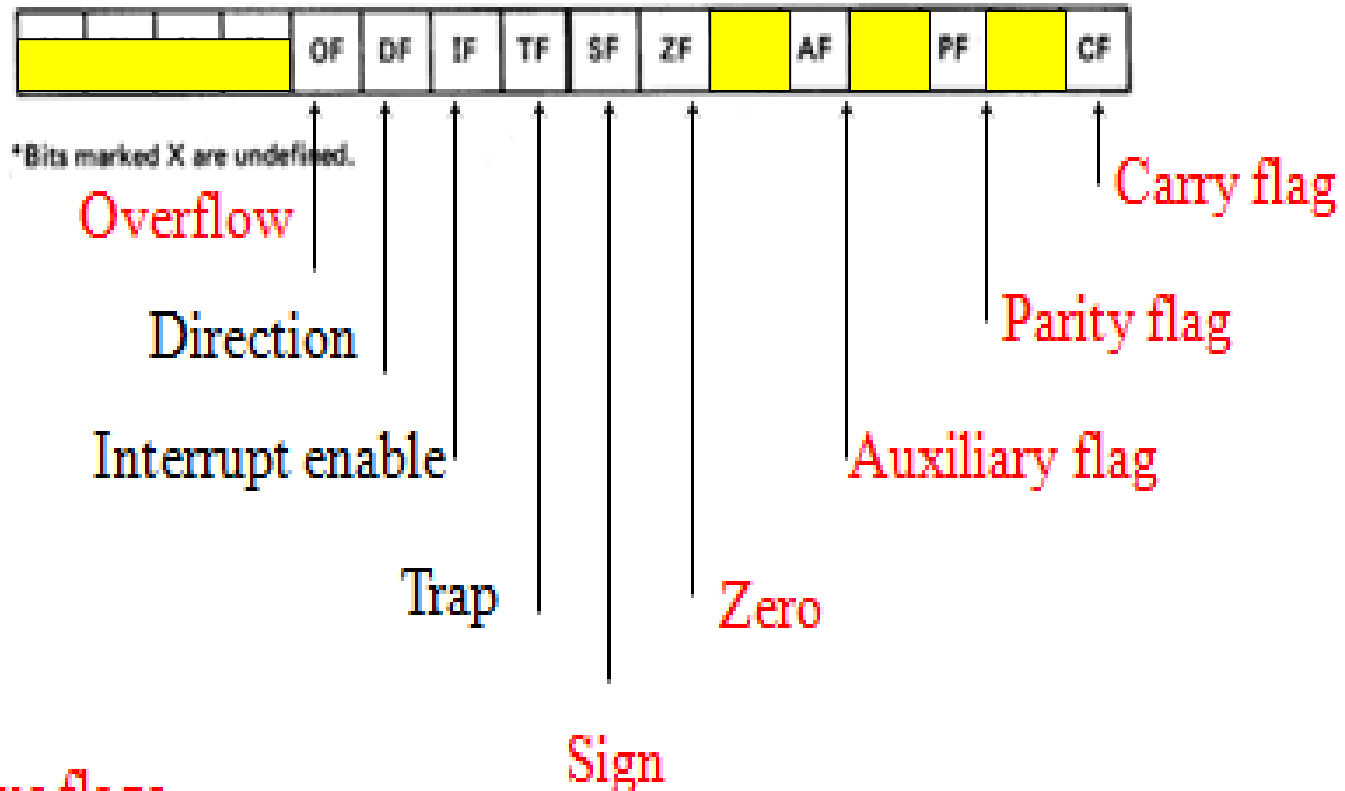 OF DF IF TF SF ZF AF PF CF
*Bits marked X are undefined.
Carry flag
Overflow
Parity flag
Direction
Interrupt enable
Auxiliary flag
Trap
Zero
Sign
flags